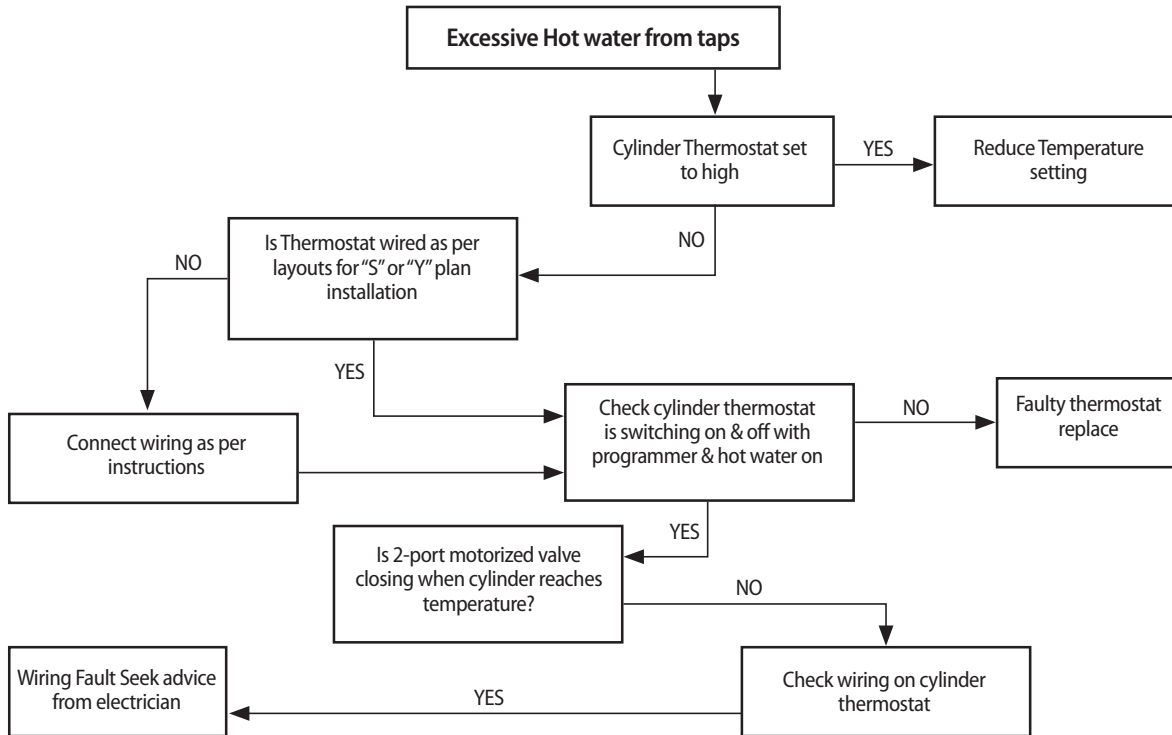 Excessive Hot water from taps
Cylinder Thermostat set
to high
YES
Reduce Temperature
setting
NO
Is Thermostat wired as per
layouts for “S” or “Y” plan
installation
NO
YES
Connect wiring as per
instructions
Check cylinder thermostat
is switching on & off with
programmer & hot water on
NO
Faulty thermostat
replace
YES
Is 2-port motorized valve
closing when cylinder reaches
temperature?
NO
Check wiring on cylinder
thermostat
YES
Wiring Fault Seek advice
from electrician